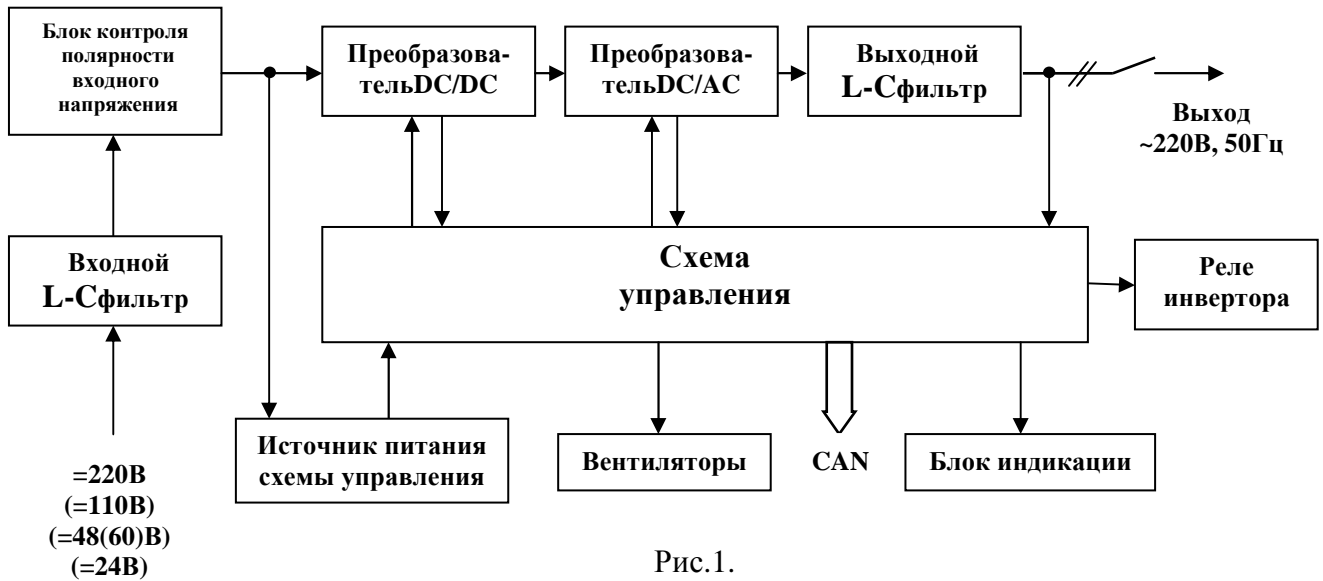 Блок контроля
полярности
входного
напряжения
Преобразова-
тельDC/DC
Преобразова-
тельDC/AC
Выходной
L-Cфильтр
Выход
~220В, 50Гц
Входной
L-Cфильтр
Схема
управления
Реле
инвертора
Источник питания
схемы управления
Вентиляторы
CAN
Блок индикации
=220В
(=110В)
(=48(60)В)
(=24В)
Рис.1.